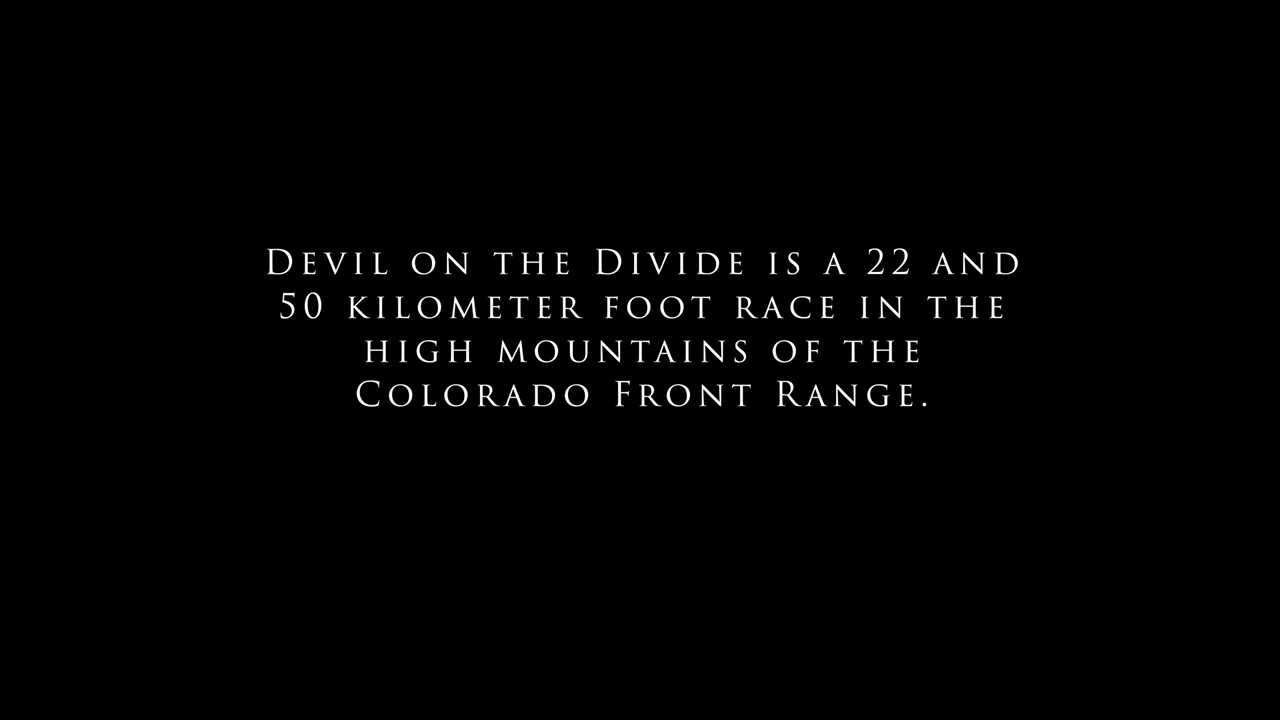 Devil on the Divide is a 22 and
50 kilometer foot race in the
high mountains of the
Colorado Front Range.